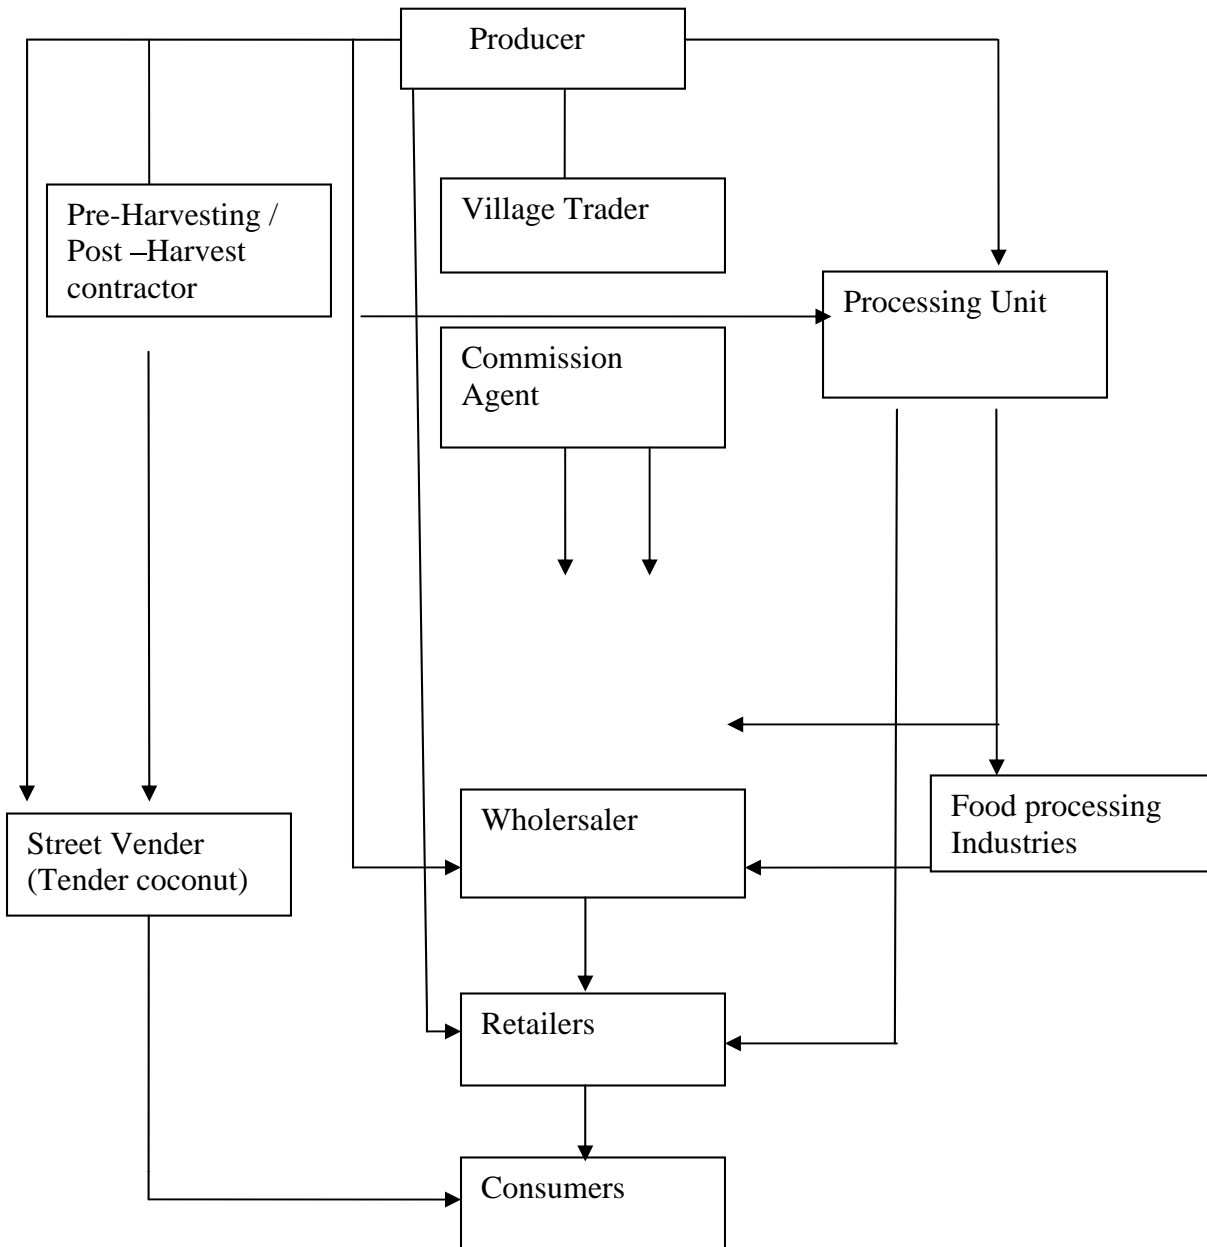 Producer
Pre-Harvesting /
Post –Harvest
contractor
Village Trader
Processing Unit
Commission
Agent
Street Vender
(Tender coconut)
Wholersaler
Food processing
Industries
Retailers
Consumers